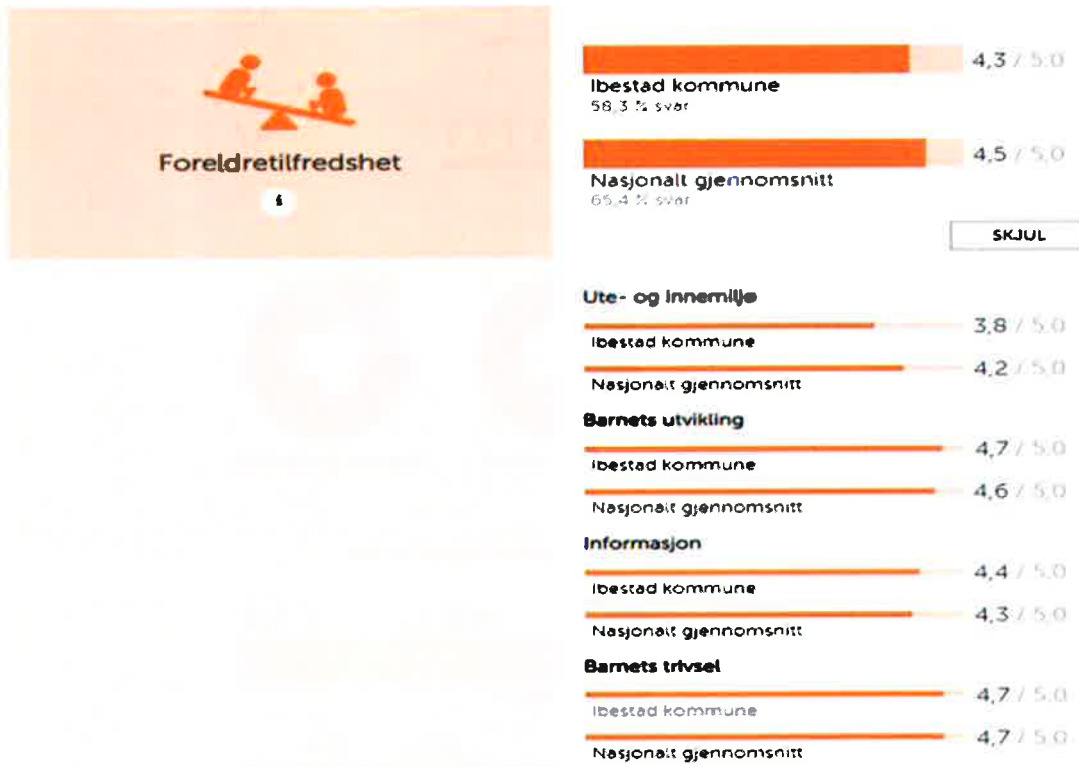 Foreldretilfredshet
4,3 / 5.0
Ibestad kommune
58,3 % svar
4,5 / 5,0
Nasjonalt gjennomsnitt
65,4 % svar
SKJUL
Ute- og innemiljø
3,8 / 5.0
Ibestad kommune
4,2 / 5.0
Nasjonalt gjennomsnitt
Barnets utvikling
4,7 / 5.0
Ibestad kommune
4,6 / 5,0
Nasjonalt gjennomsnitt
Informasjon
4,4 / 5.0
Ibestad kommune
4,3 / 5.0
Nasjonalt gjennomsnitt
Barnets trivsel
4,7 / 5.0
Ibestad kommune
4,7 / 5.0
Nasjonalt gjennomsnitt